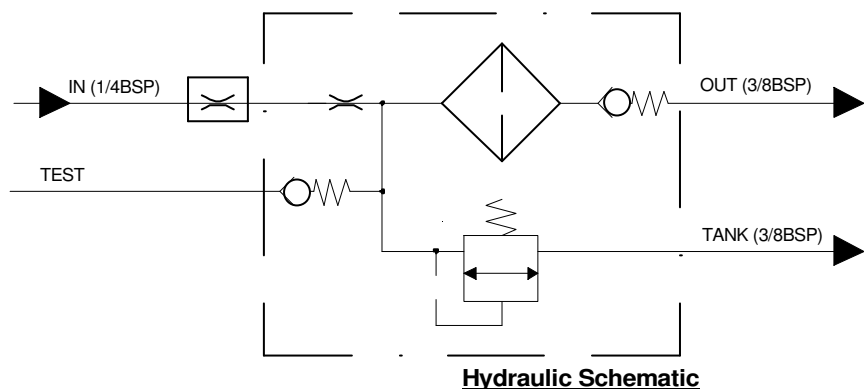 IN (1/4BSP)
OUT (3/8BSP)
TEST
TANK (3/8BSP)
Hydraulic Schematic